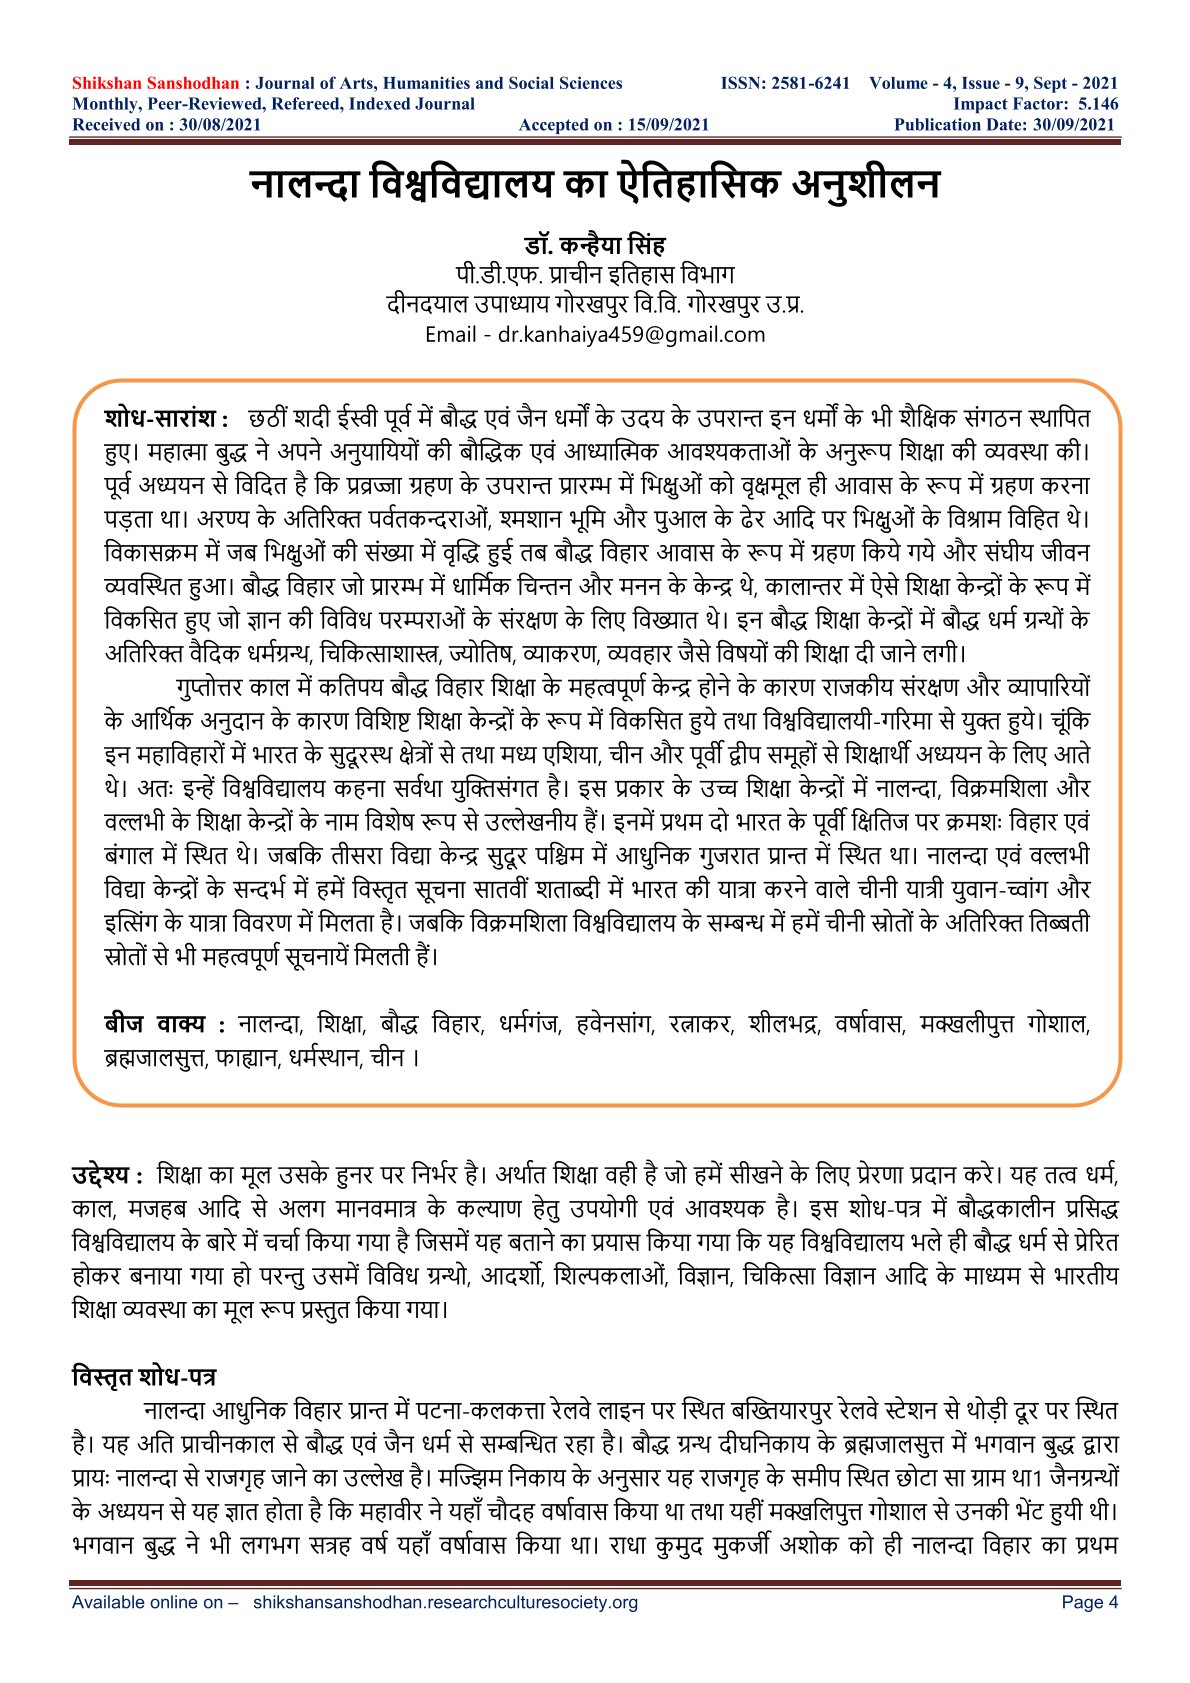 Shikshan Sanshodhan : Journal of Arts, Humanities and Social Sciences ISSN: 2581-6241 Volume - 4, Issue - 9, Sept - 2021
Monthly, Peer-Reviewed, Refereed, Indexed Journal Impact Factor: 5.146
Received on : 30/08/2021 Accepted on : 15/09/2021 Publication Date: 30/09/2021
नालन्दा विश्वविद्यालय का ऐतिहासिक अनुशीलन
डॉ. कन्हैया सिंह
पी.डी.एफ. प्राचीन इतिहास विभाग
दीनदयाल उपाध्याय गोरखपुर वि.वि. गोरखपुर उ.प्र.
Email - dr.kanhaiya459@gmail.com
शोध-सारांश : छठीं शदी ईस्वी पूर्व में बौद्ध एवं जैन धर्मों के उदय के उपरान्त इन धर्मों के भी शैक्षिक संगठन स्थापित
हुए। महात्मा बुद्ध ने अपने अनुयायियों की बौद्धिक एवं आध्यात्मिक आवश्यकताओं के अनुरूप शिक्षा की व्यवस्था की।
पूर्व अध्ययन से विदित है कि प्रव्रज्जा ग्रहण के उपरान्त प्रारम्भ में भिक्षुओं को वृक्षमूल ही आवास के रूप में ग्रहण करना
पड़ता था। अरण्य के अतिरिक्त पर्वतकन्दराओं, श्मशान भूमि और पुआल के ढेर आदि पर भिक्षुओं के विश्राम विहित थे।
विकासक्रम में जब भिक्षुओं की संख्या में वृद्धि हुई तब बौद्ध विहार आवास के रूप में ग्रहण किये गये और संघीय जीवन
व्यवस्थित हुआ। बौद्ध विहार जो प्रारम्भ में धार्मिक चिन्तन और मनन के केन्द्र थे, कालान्तर में ऐसे शिक्षा केन्द्रों के रूप में
विकसित हुए जो ज्ञान की विविध परम्पराओं के संरक्षण के लिए विख्यात थे। इन बौद्ध शिक्षा केन्द्रों में बौद्ध धर्म ग्रन्थों के
अतिरिक्त वैदिक धर्मग्रन्थ, चिकित्साशास्त्र, ज्योतिष, व्याकरण, व्यवहार जैसे विषयों की शिक्षा दी जाने लगी।
गुप्तोत्तर काल में कतिपय बौद्ध विहार शिक्षा के महत्वपूर्ण केन्द्र होने के कारण राजकीय संरक्षण और व्यापारियों
के आर्थिक अनुदान के कारण विशिष्ट शिक्षा केन्द्रों के रूप में विकसित हुये तथा विश्वविद्यालयी-गरिमा से युक्त हुये। चूंकि
इन महाविहारों में भारत के सुदूरस्थ क्षेत्रों से तथा मध्य एशिया, चीन और पूर्वी द्वीप समूहों से शिक्षार्थी अध्ययन के लिए आते
थे। अतः इन्हें विश्वविद्यालय कहना सर्वथा युक्तिसंगत है। इस प्रकार के उच्च शिक्षा केन्द्रों में नालन्दा, विक्रमशिला और
वल्लभी के शिक्षा केन्द्रों के नाम विशेष रूप से उल्लेखनीय हैं। इनमें प्रथम दो भारत के पूर्वी क्षितिज पर क्रमशः विहार एवं
बंगाल में स्थित थे। जबकि तीसरा विद्या केन्द्र सुदूर पश्चिम में आधुनिक गुजरात प्रान्त में स्थित था। नालन्दा एवं वल्लभी
विद्या केन्द्रों के सन्दर्भ में हमें विस्तृत सूचना सातवीं शताब्दी में भारत की यात्रा करने वाले चीनी यात्री युवान-च्वांग और
इत्सिंग के यात्रा विवरण में मिलता है। जबकि विक्रमशिला विश्वविद्यालय के सम्बन्ध में हमें चीनी स्रोतों के अतिरिक्त तिब्बती
स्रोतों से भी महत्वपूर्ण सूचनायें मिलती हैं।
बीज वाक्य : नालन्दा, शिक्षा, बौद्ध विहार, धर्मगंज, हवेनसांग, रत्नाकर, शीलभद्र, वर्षावास, मक्खलीपुत्त गोशाल,
ब्रह्मजालसुत्त, फाह्यान, धर्मस्थान, चीन ।
उद्देश्य : शिक्षा का मूल उसके हुनर पर निर्भर है। अर्थात शिक्षा वही है जो हमें सीखने के लिए प्रेरणा प्रदान करे। यह तत्व धर्म,
काल, मजहब आदि से अलग मानवमात्र के कल्याण हेतु उपयोगी एवं आवश्यक है। इस शोध-पत्र में बौद्धकालीन प्रसिद्ध
विश्वविद्यालय के बारे में चर्चा किया गया है जिसमें यह बताने का प्रयास किया गया कि यह विश्वविद्यालय भले ही बौद्ध धर्म से प्रेरित
होकर बनाया गया हो परन्तु उसमें विविध ग्रन्थो, आदर्शो, शिल्पकलाओं, विज्ञान, चिकित्सा विज्ञान आदि के माध्यम से भारतीय
शिक्षा व्यवस्था का मूल रूप प्रस्तुत किया गया।
विस्तृत शोध-पत्र
नालन्दा आधुनिक विहार प्रान्त में पटना-कलकत्ता रेलवे लाइन पर स्थित बख्तियारपुर रेलवे स्टेशन से थोड़ी दूर पर स्थित
है। यह अति प्राचीनकाल से बौद्ध एवं जैन धर्म से सम्बन्धित रहा है। बौद्ध ग्रन्थ दीघनिकाय के ब्रह्मजालसुत्त में भगवान बुद्ध द्वारा
प्रायः नालन्दा से राजगृह जाने का उल्लेख है। मज्झिम निकाय के अनुसार यह राजगृह के समीप स्थित छोटा सा ग्राम था1 जैनग्रन्थों
के अध्ययन से यह ज्ञात होता है कि महावीर ने यहाँ चौदह वर्षावास किया था तथा यहीं मक्खलिपुत्त गोशाल से उनकी भेंट हुयी थी।
भगवान बुद्ध ने भी लगभग सत्रह वर्ष यहाँ वर्षावास किया था। राधा कुमुद मुकर्जी अशोक को ही नालन्दा विहार का प्रथम
Available online on – shikshansanshodhan.researchculturesociety.org Page 4